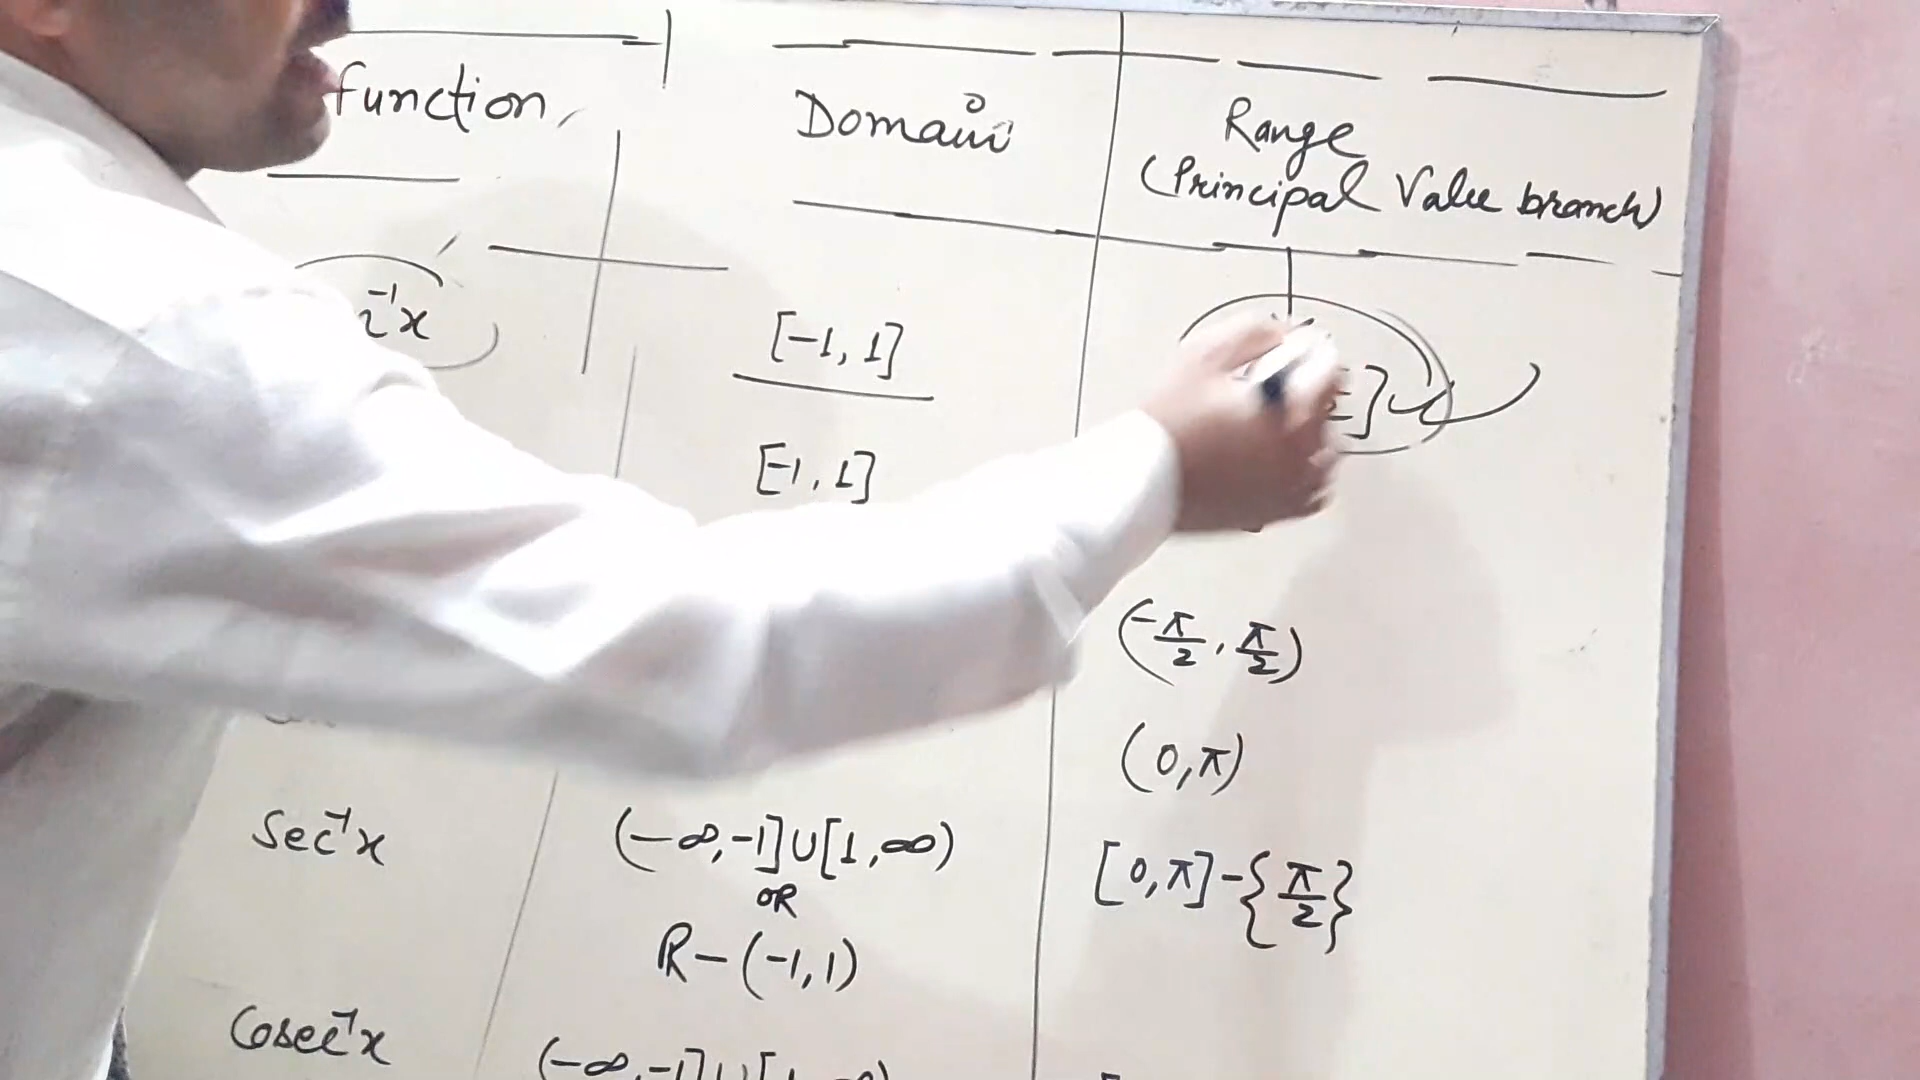 function, Domain Range
(Principal Value branch)
[-1, 1]
[-1, 1]
(-π/2, π/2)
(0, π)
Sec⁻¹x (-∞, -1]∪[1, ∞) [0, π]-{π/2}
OR
R-(-1, 1)
Cosec⁻¹x